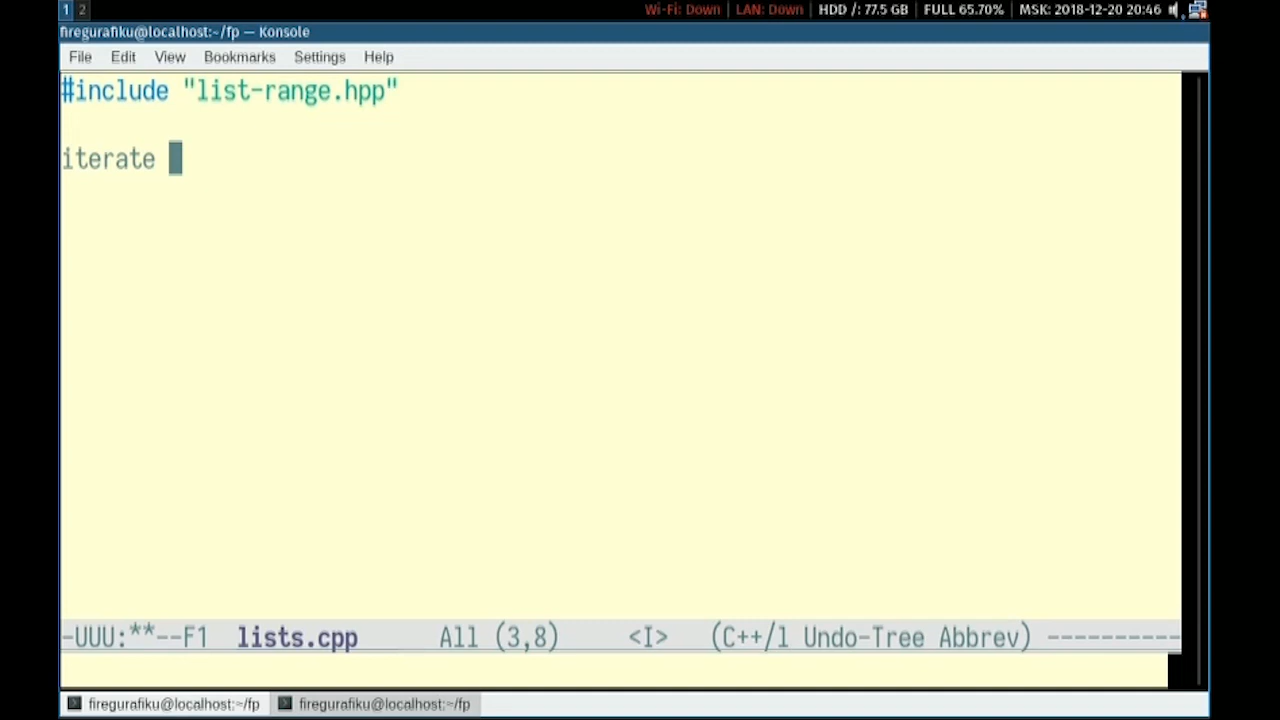 1 2 Wi-Fi: Down | LAN: Down | HDD /: 77.5 GB | FULL 65.70% | MSK: 2018-12-20 20:46
firegurafiku@localhost:~/fp — Konsole
File Edit View Bookmarks Settings Help
#include "list-range.hpp"
iterate
-UUU:**--F1 lists.cpp All (3,8) <I> (C++/l Undo-Tree Abbrev) ----------
firegurafiku@localhost:~/fp firegurafiku@localhost:~/fp